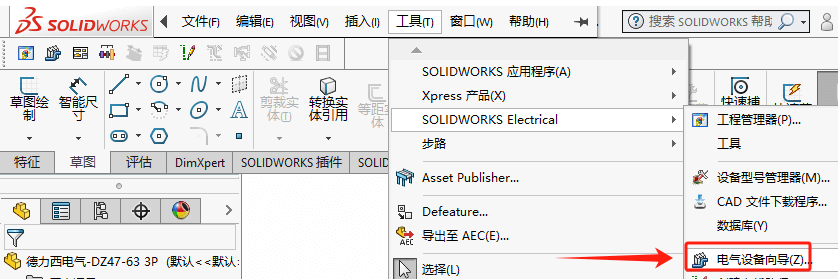 SOLIDWORKS 文件(F) 编辑(E) 视图(V) 插入(I) 工具(T) 窗口(W) 帮助(H) 搜索 SOLIDWORKS 帮助
SOLIDWORKS 应用程序(A)
Xpress 产品(X)
SOLIDWORKS Electrical
步路
Asset Publisher...
Defeature...
导出至 AEC(E)...
选择(L)
草图绘制
智能尺寸
剪裁实体(T)
转换实体引用
等距
体
快速捕
工程管理器(P)...
工具
设备型号管理器(M)...
CAD 文件下载程序...
数据库(Y)
电气设备向导(Z)...
特征 草图 评估 DimXpert SOLIDWORKS 插件 SOLID
德力西电气-DZ47-63 3P (默认<<默认